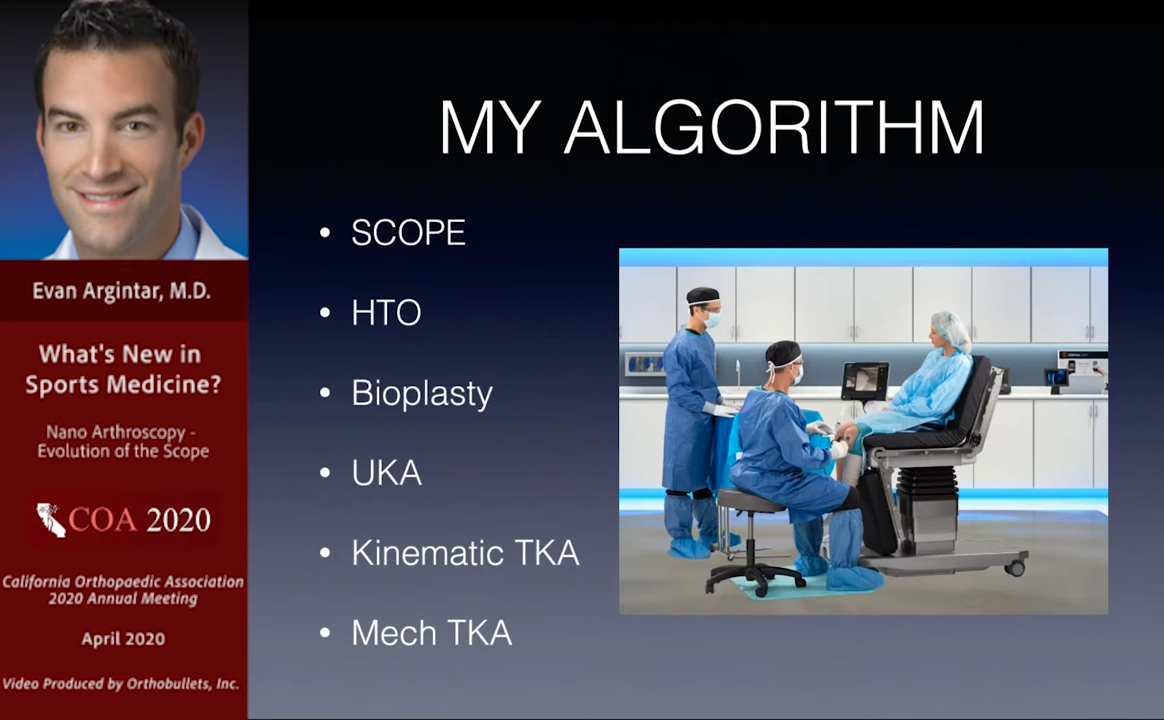 Evan Argintar, M.D.
What's New in
Sports Medicine?
Nano Arthroscopy -
Evolution of the Scope
COA 2020
California Orthopaedic Association
2020 Annual Meeting
April 2020
Video Produced by Orthobullets, Inc.
MY ALGORITHM
• SCOPE
• HTO
• Bioplasty
• UKA
• Kinematic TKA
• Mech TKA